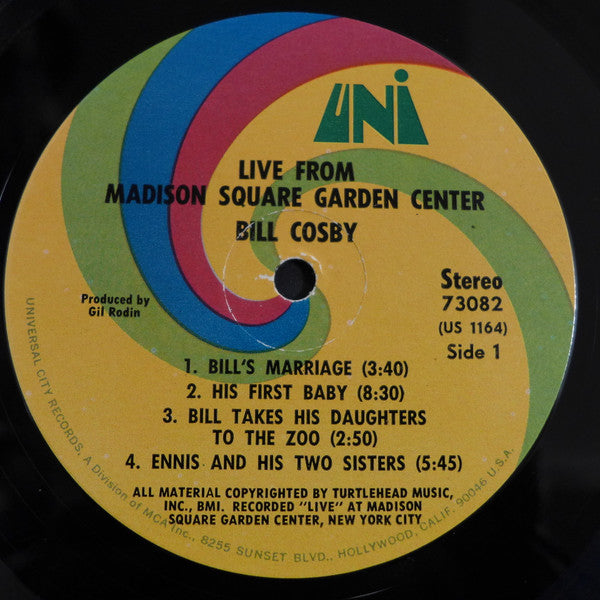 UNI
LIVE FROM
MADISON SQUARE GARDEN CENTER
BILL COSBY
Produced by
Gil Rodin
Stereo
73082
(US 1164)
Side 1
1. BILL'S MARRIAGE (3:40)
2. HIS FIRST BABY (8:30)
3. BILL TAKES HIS DAUGHTERS
TO THE ZOO (2:50)
4. ENNIS AND HIS TWO SISTERS (5:45)
ALL MATERIAL COPYRIGHTED BY TURTLEHEAD MUSIC,
INC., BMI. RECORDED "LIVE" AT MADISON
SQUARE GARDEN CENTER, NEW YORK CITY
UNIVERSAL CITY RECORDS, A Division of MCA Inc., 8255 SUNSET BLVD., HOLLYWOOD, CALIF. 90046 U.S.A.